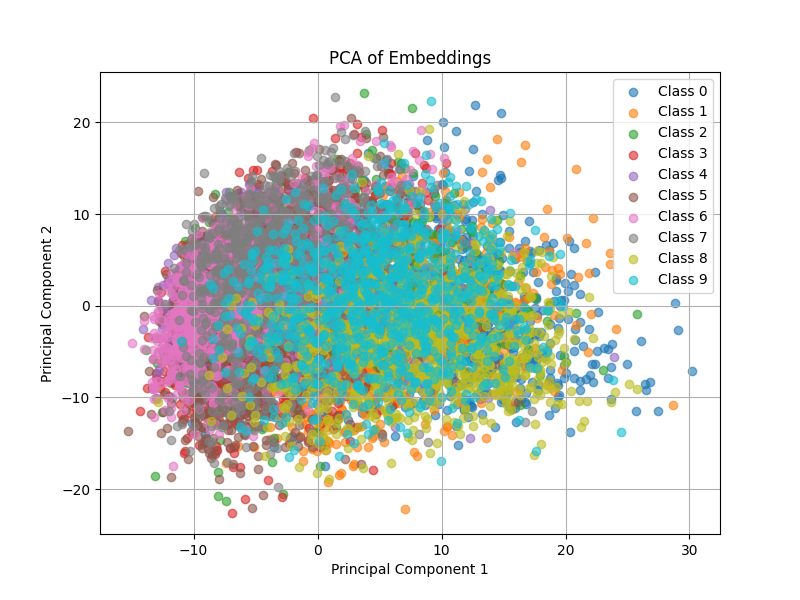 PCA of Embeddings
Class 0
Class 1
Class 2
Class 3
Class 4
Class 5
Class 6
Class 7
Class 8
Class 9
20
10
0
−10
−20
Principal Component 2
−10 0 10 20 30
Principal Component 1